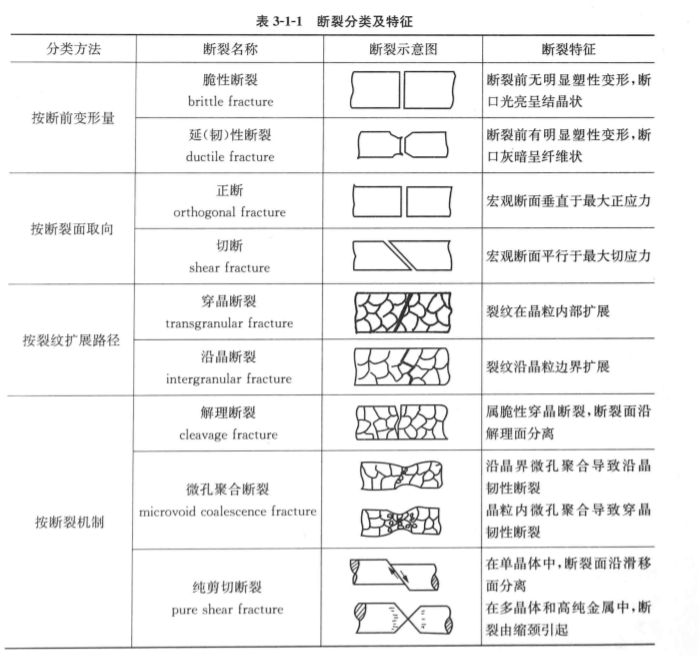 表 3-1-1 断裂分类及特征
分类方法 断裂名称 断裂示意图 断裂特征
按断前变形量
脆性断裂
brittle fracture
断裂前无明显塑性变形,断
口光亮呈结晶状
延(韧)性断裂
ductile fracture
断裂前有明显塑性变形,断
口灰暗呈纤维状
按断裂面取向
正断
orthogonal fracture
宏观断面垂直于最大正应力
切断
shear fracture
宏观断面平行于最大切应力
按裂纹扩展路径
穿晶断裂
transgranular fracture
裂纹在晶粒内部扩展
沿晶断裂
intergranular fracture
裂纹沿晶粒边界扩展
按断裂机制
解理断裂
cleavage fracture
属脆性穿晶断裂,断裂面沿
解理面分离
微孔聚合断裂
microvoid coalescence fracture
沿晶界微孔聚合导致沿晶
韧性断裂
晶粒内微孔聚合导致穿晶
韧性断裂
纯剪切断裂
pure shear fracture
在单晶体中,断裂面沿滑移
面分离
在多晶体和高纯金属中,断
裂由缩颈引起